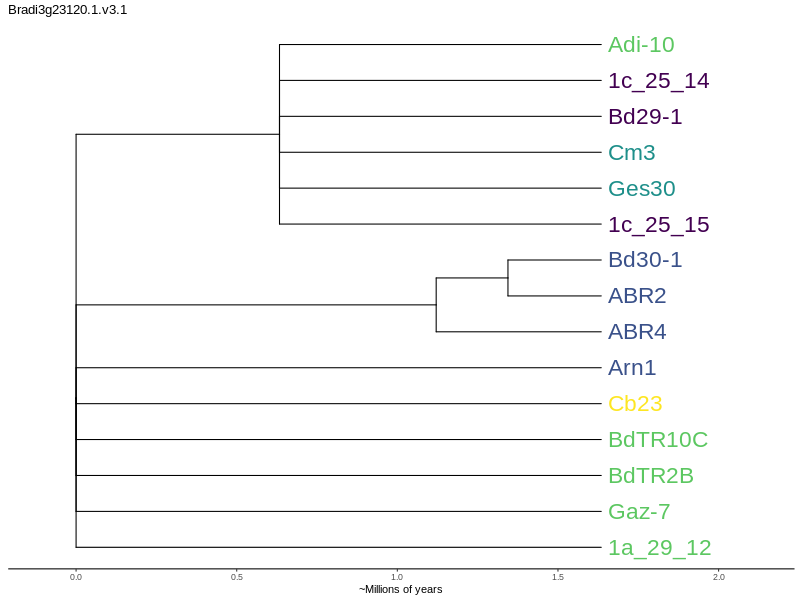 Bradi3g23120.1.v3.1
Adi-10
1c_25_14
Bd29-1
Cm3
Ges30
1c_25_15
Bd30-1
ABR2
ABR4
Arn1
Cb23
BdTR10C
BdTR2B
Gaz-7
1a_29_12
0.0 0.5 1.0 1.5 2.0
~Millions of years